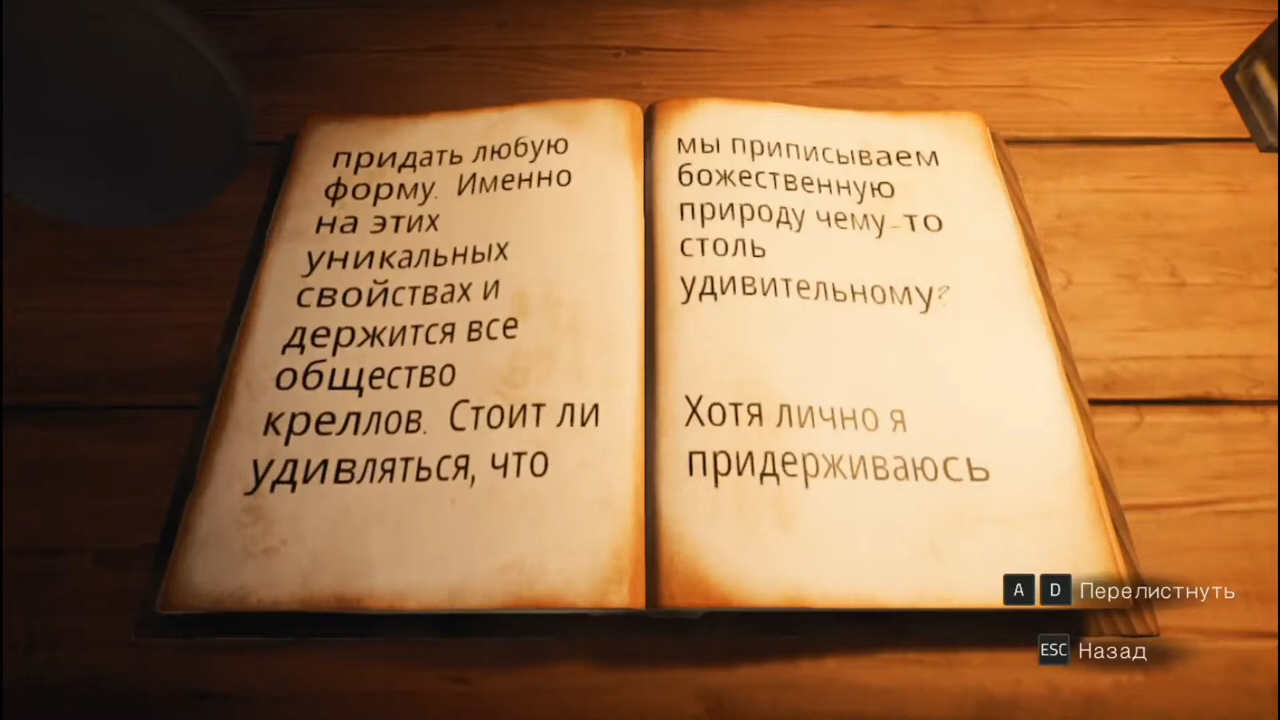 придать любую
форму. Именно
на этих
уникальных
свойствах и
держится все
общество
креллов. Стоит ли
удивляться, что
мы приписываем
божественную
природу чему-то
столь
удивительному?
Хотя лично я
придерживаюсь
A D Перелистнуть
ESC Назад